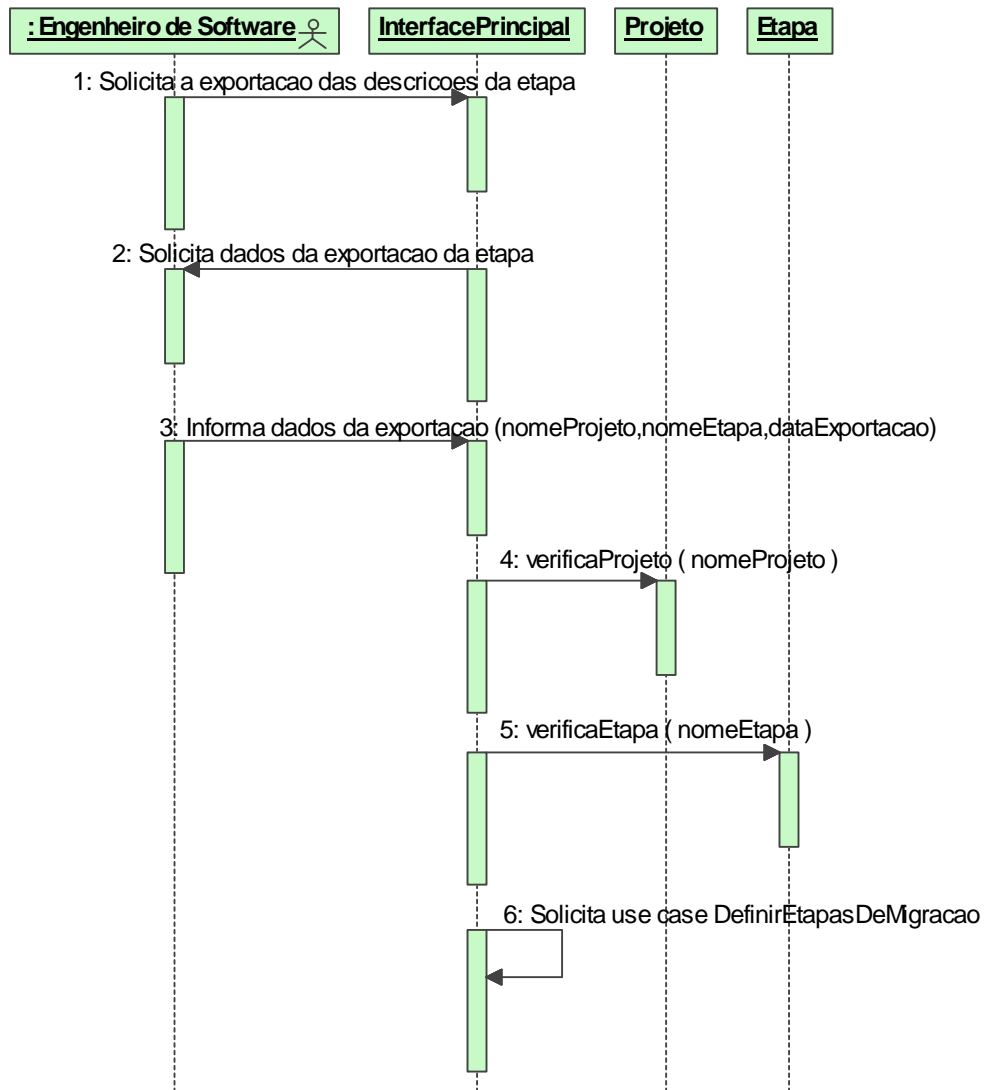 : Engenheiro de Software
InterfacePrincipal
Projeto
Etapa
1: Solicita a exportacao das descricoes da etapa
2: Solicita dados da exportacao da etapa
3: Informa dados da exportaçao (nomeProjeto,nomeEtapa,dataExportacao)
4: verificaProjeto ( nomeProjeto )
5: verificaEtapa ( nomeEtapa )
6: Solicita use case DefinirEtapasDeMigracao